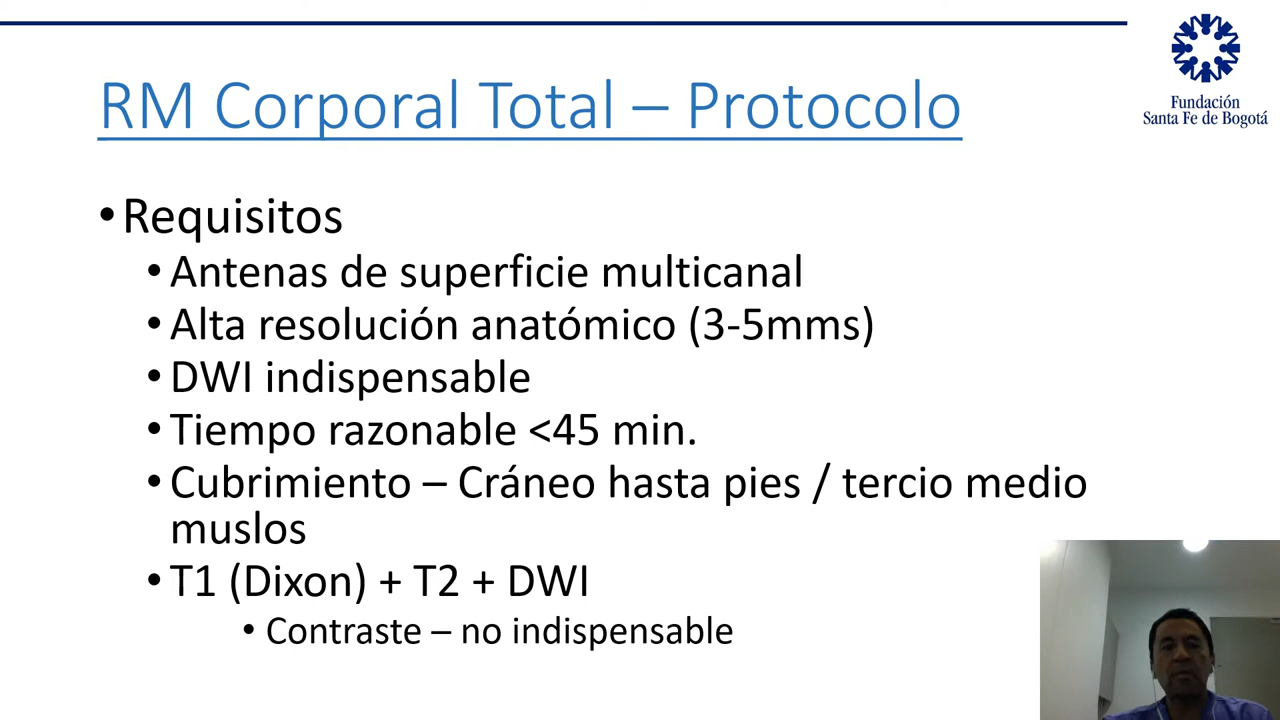 Fundación
Santa Fe de Bogotá
RM Corporal Total – Protocolo
• Requisitos
• Antenas de superficie multicanal
• Alta resolución anatómico (3-5mms)
• DWI indispensable
• Tiempo razonable <45 min.
• Cubrimiento – Cráneo hasta pies / tercio medio
muslos
• T1 (Dixon) + T2 + DWI
• Contraste – no indispensable